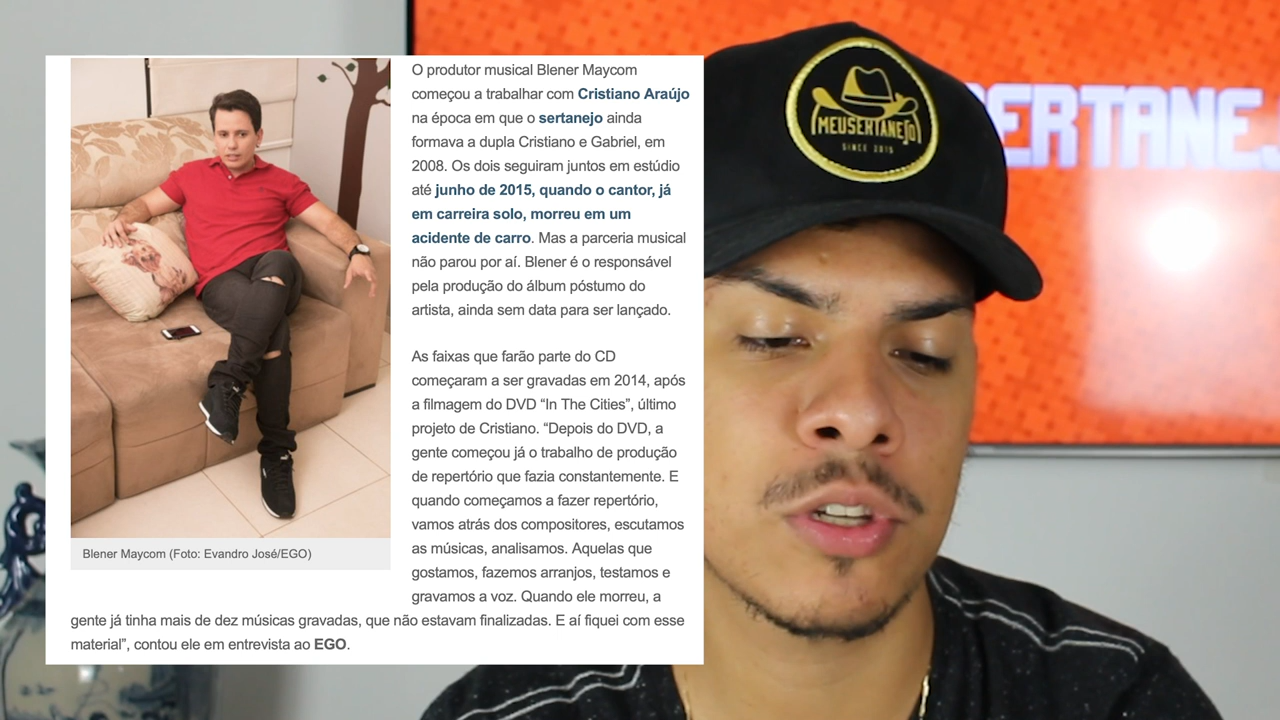 O produtor musical Blener Maycom
começou a trabalhar com Cristiano Araújo
na época em que o sertanejo ainda
formava a dupla Cristiano e Gabriel, em
2008. Os dois seguiram juntos em estúdio
até junho de 2015, quando o cantor, já
em carreira solo, morreu em um
acidente de carro. Mas a parceria musical
não parou por aí. Blener é o responsável
pela produção do álbum póstumo do
artista, ainda sem data para ser lançado.
As faixas que farão parte do CD
começaram a ser gravadas em 2014, após
a filmagem do DVD “In The Cities”, último
projeto de Cristiano. “Depois do DVD, a
gente começou já o trabalho de produção
de repertório que fazia constantemente. E
quando começamos a fazer repertório,
vamos atrás dos compositores, escutamos
as músicas, analisamos. Aquelas que
gostamos, fazemos arranjos, testamos e
gravamos a voz. Quando ele morreu, a
gente já tinha mais de dez músicas gravadas, que não estavam finalizadas. E aí fiquei com esse
material”, contou ele em entrevista ao EGO.
Blener Maycom (Foto: Evandro José/EGO)
MEUSERTANEJO
SINCE 2015
ERTANEJ